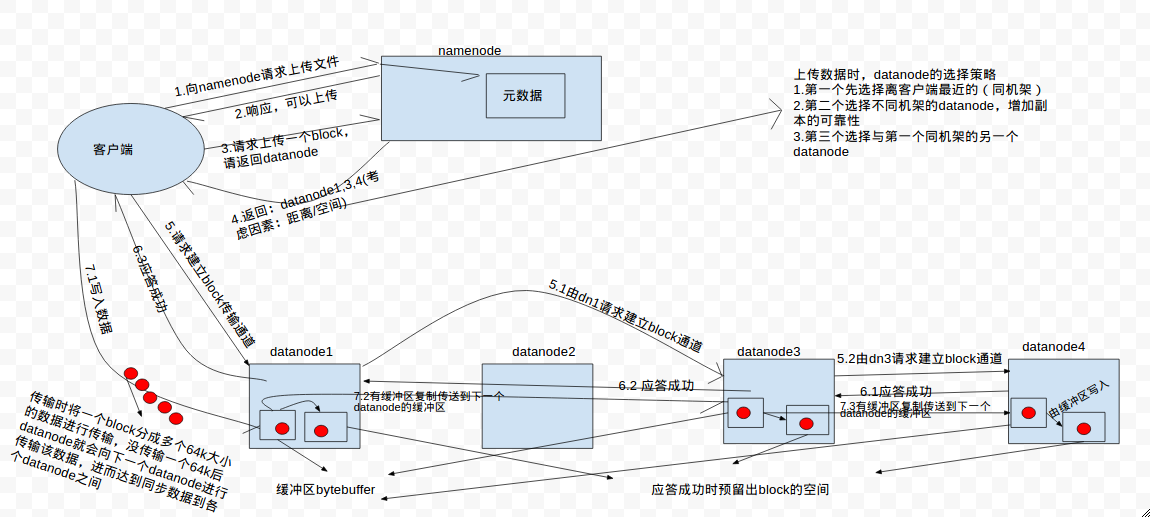 namenode
1.向namenode请求上传文件
元数据
2.响应，可以上传
客户端
3.请求上传一个block，
请返回datanode
4.返回：datanode1,3,4(考
虑因素：距离/空间)
上传数据时，datanode的选择策略
1.第一个先选择离客户端最近的（同机架）
2.第二个选择不同机架的datanode，增加副
本的可靠性
3.第三个选择与第一个同机架的另一个
datanode
5.请求建立block传输通道
6.3应答成功
7.1写入数据
5.1由dn1请求建立block通道
datanode1
datanode2
datanode3
datanode4
5.2由dn3请求建立block通道
6.2 应答成功
6.1应答成功
7.2有缓冲区复制传送到下一个
datanode的缓冲区
7.3有缓冲区复制传送到下一个
datanode的缓冲区
由缓冲区写入
传输时将一个block分成多个64k大小
的数据进行传输，没传输一个64k后
datanode就会向下一个datanode进行
传输该数据，进而达到同步数据到各
个datanode之间
缓冲区bytebuffer
应答成功时预留出block的空间